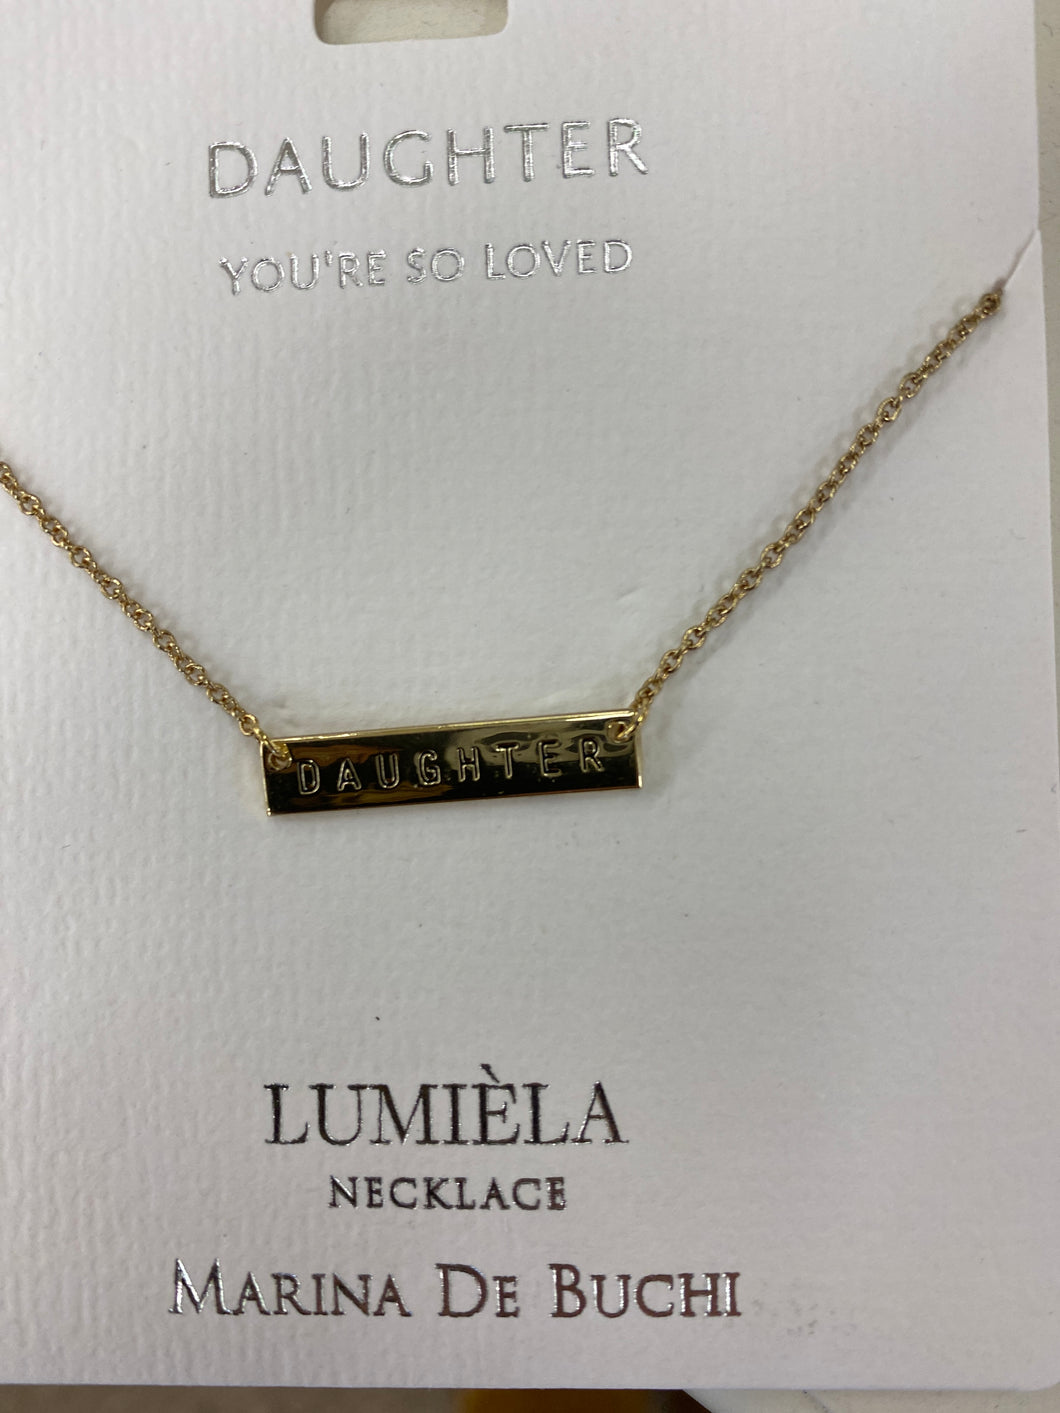 DAUGHTER
YOU'RE SO LOVED
DAUGHTER
LUMIÈLA
NECKLACE
MARINA DE BUCHI